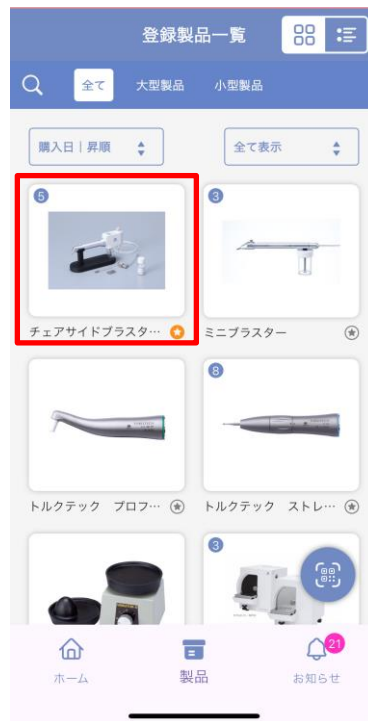 登録製品一覧
全て 大型製品 小型製品
購入日｜昇順 全て表示
5 3
チェアサイドブラスタ… ミニブラスター
8
トルクテック プロフ… トルクテック ストレ…
3
21
ホーム 製品 お知らせ